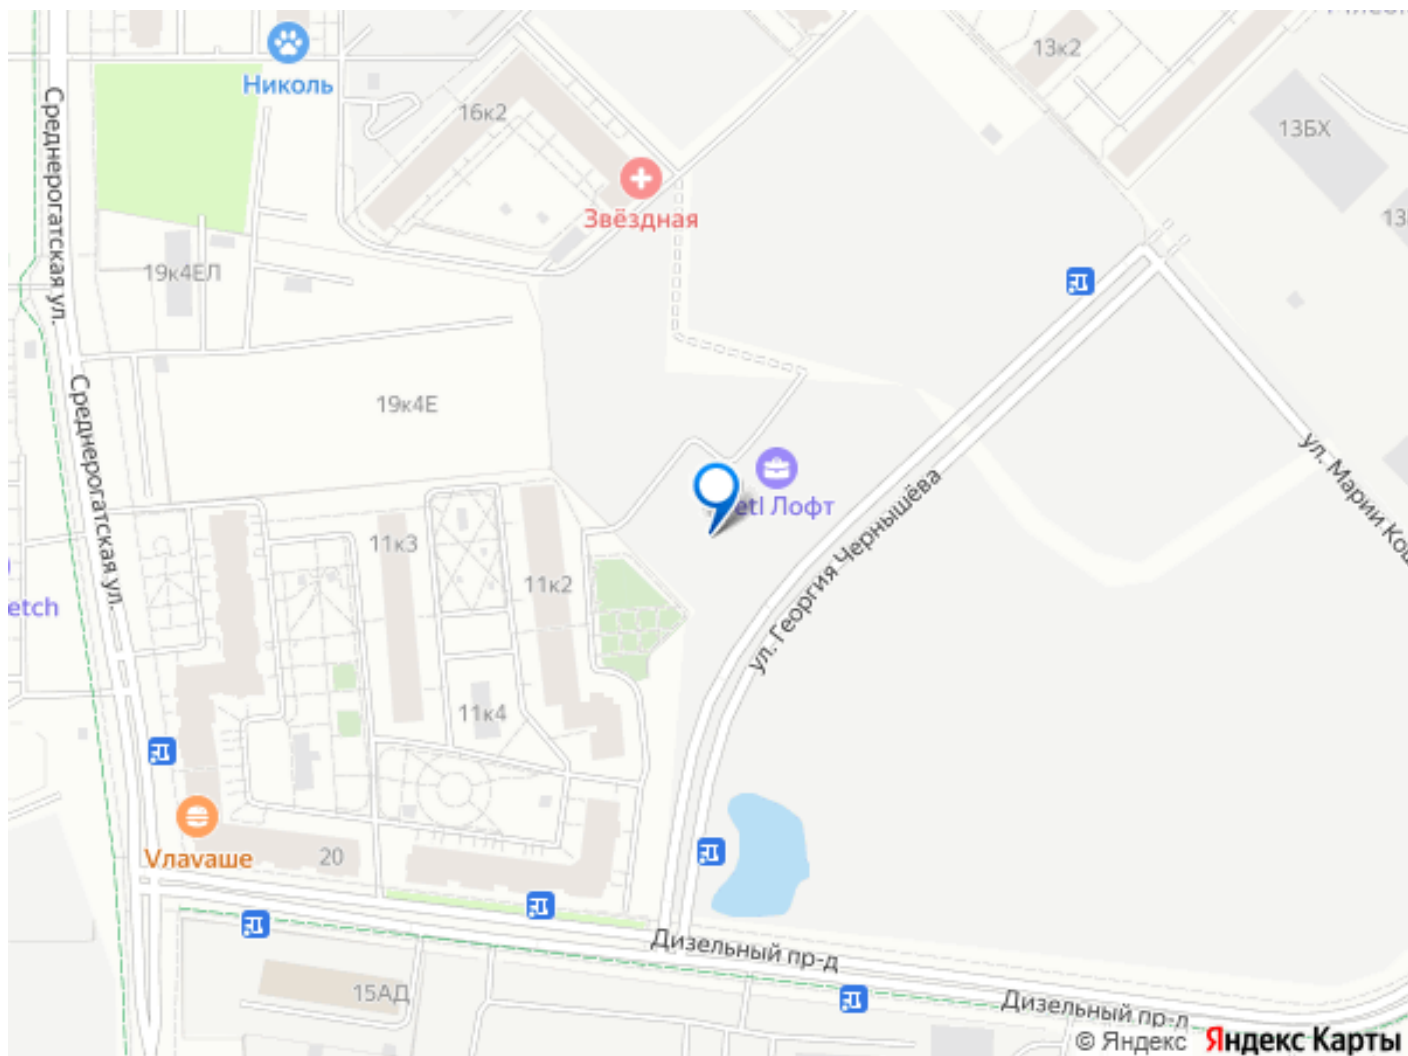 Николь
13к2
16к2
13БХ
Среднерогатская ул.
Звёздная
19к4ЕЛ
Среднерогатская ул.
19к4Е
ул. Марии
Лофт
ул. Георгия Чернышёва
11к3
11к2
etch
11к4
Vлаvаше
20
Дизельный пр-д
15АД
Дизельный пр-д
© Яндекс Яндекс Карты